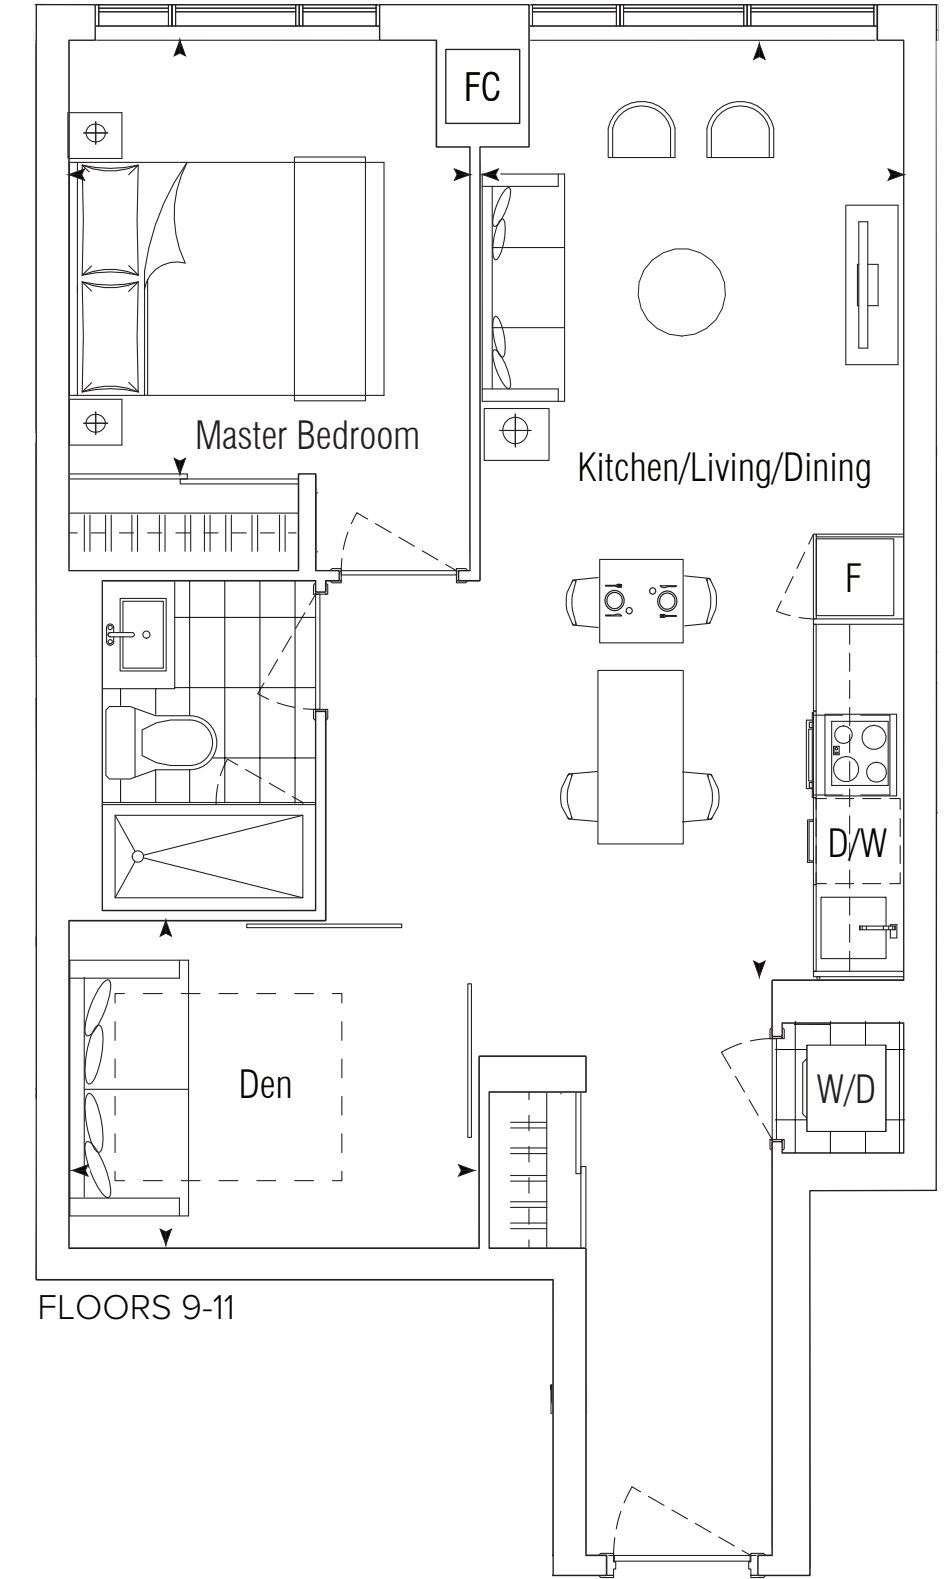 FC
Master Bedroom
Kitchen/Living/Dining
F
D/W
Den
W/D
FLOORS 9-11